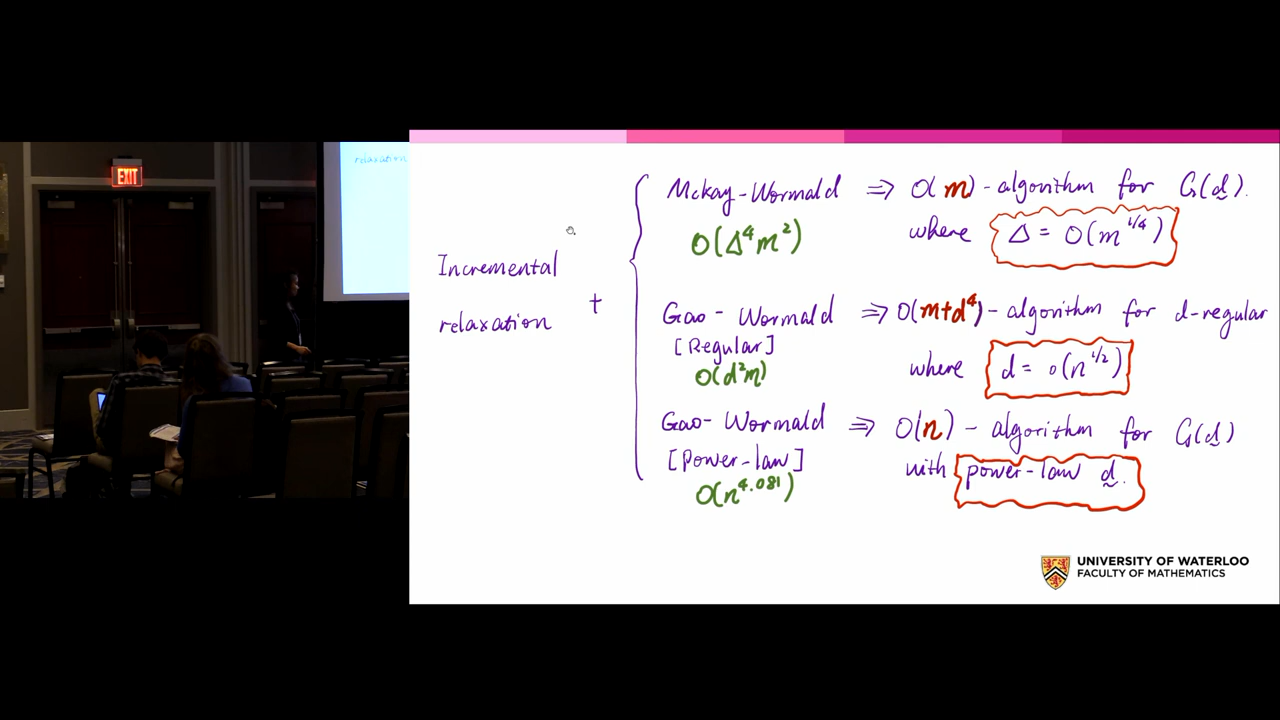 EXIT
relaxation
Incremental
relaxation
+
Mckay-Wormald ⇒ O(m)-algorithm for G(d).
O(Δ⁴m²)
where Δ = O(m^{1/4})
Gao-Wormald ⇒ O(m+d⁴)-algorithm for d-regular
[Regular]
O(d²m)
where d = o(n^{1/2})
Gao-Wormald ⇒ O(n)-algorithm for G(d)
[Power-law]
O(n^{4.081})
with power-law d.
UNIVERSITY OF WATERLOO
FACULTY OF MATHEMATICS